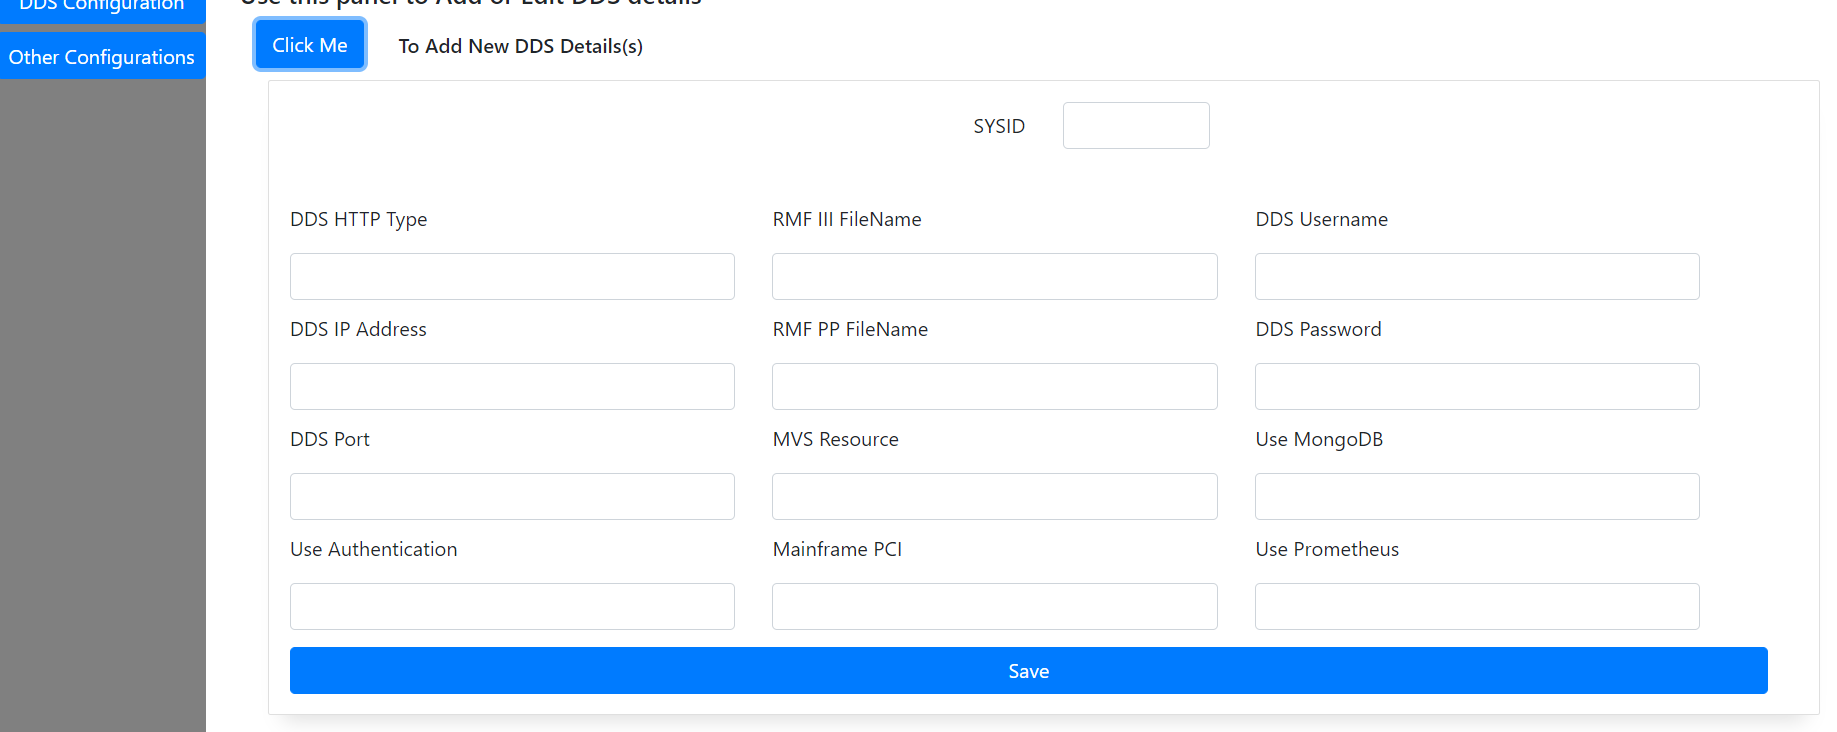 DDS Configuration
Other Configurations
Use this panel to Add or Edit DDS details
Click Me
To Add New DDS Details(s)
SYSID
DDS HTTP Type
RMF III FileName
DDS Username
DDS IP Address
RMF PP FileName
DDS Password
DDS Port
MVS Resource
Use MongoDB
Use Authentication
Mainframe PCI
Use Prometheus
Save